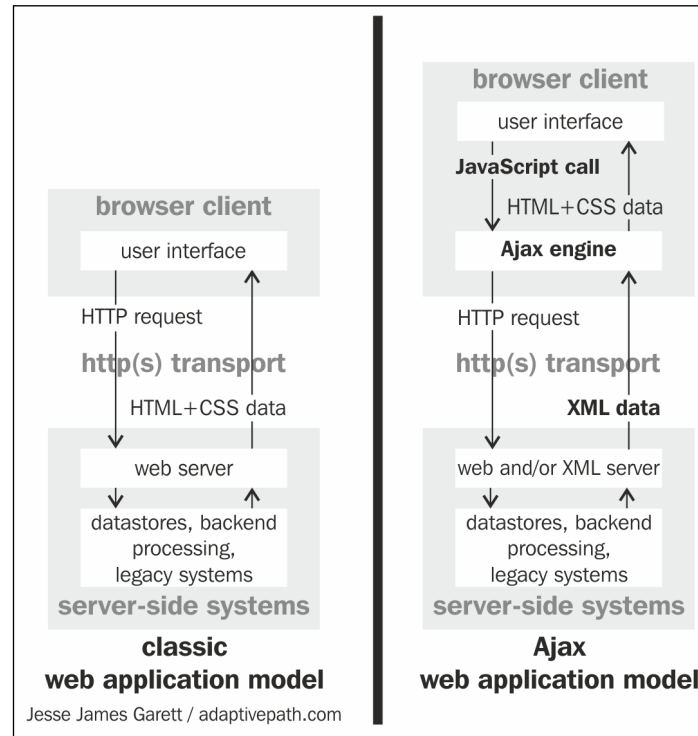 browser client
user interface
HTTP request
http(s) transport
HTML+CSS data
web server
datastores, backend
processing,
legacy systems
server-side systems
classic
web application model
Jesse James Garett / adaptivepath.com
browser client
user interface
JavaScript call
HTML+CSS data
Ajax engine
HTTP request
http(s) transport
XML data
web and/or XML server
datastores, backend
processing,
legacy systems
server-side systems
Ajax
web application model